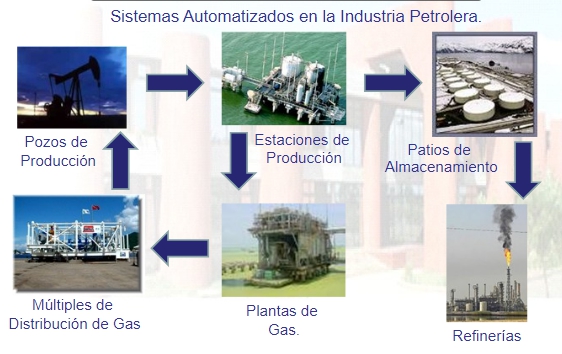 Sistemas Automatizados en la Industria Petrolera.
Pozos de
Producción
Estaciones de
Producción
Patios de
Almacenamiento
Múltiples de
Distribución de Gas
Plantas de
Gas.
Refinerías